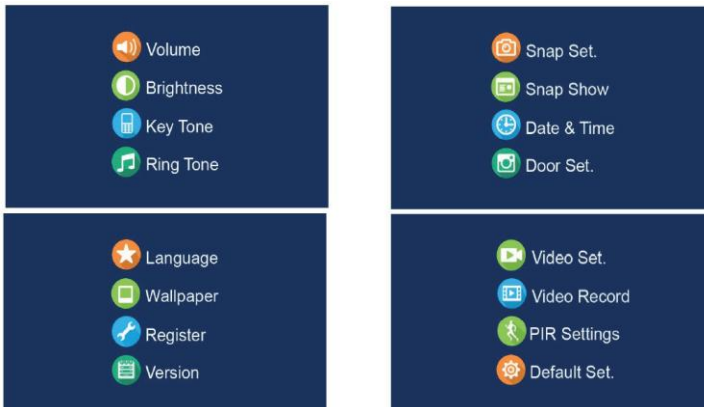 Volume
Brightness
Key Tone
Ring Tone
Snap Set.
Snap Show
Date & Time
Door Set.
Language
Wallpaper
Register
Version
Video Set.
Video Record
PIR Settings
Default Set.